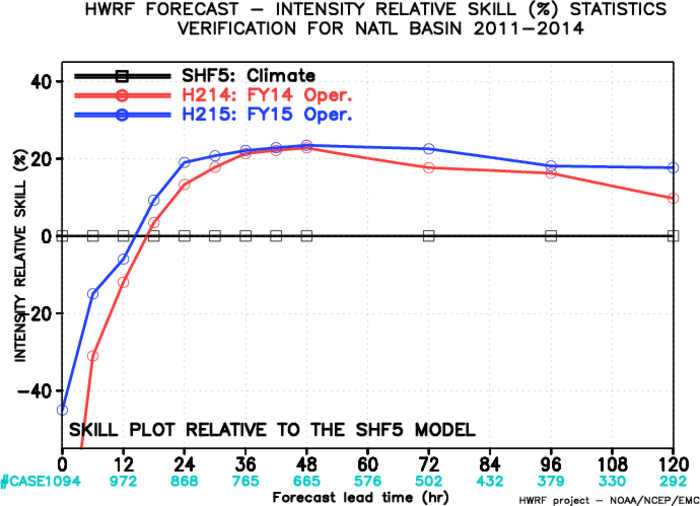 HWRF FORECAST – INTENSITY RELATIVE SKILL (%) STATISTICS
VERIFICATION FOR NATL BASIN 2011–2014
SHF5: Climate
H214: FY14 Oper.
H215: FY15 Oper.
INTENSITY RELATIVE SKILL (%)
40
20
0
–20
–40
SKILL PLOT RELATIVE TO THE SHF5 MODEL
0 12 24 36 48 60 72 84 96 108 120
#CASE1094 972 868 765 665 576 502 432 379 330 292
Forecast lead time (hr)
HWRF project – NOAA/NCEP/EMC